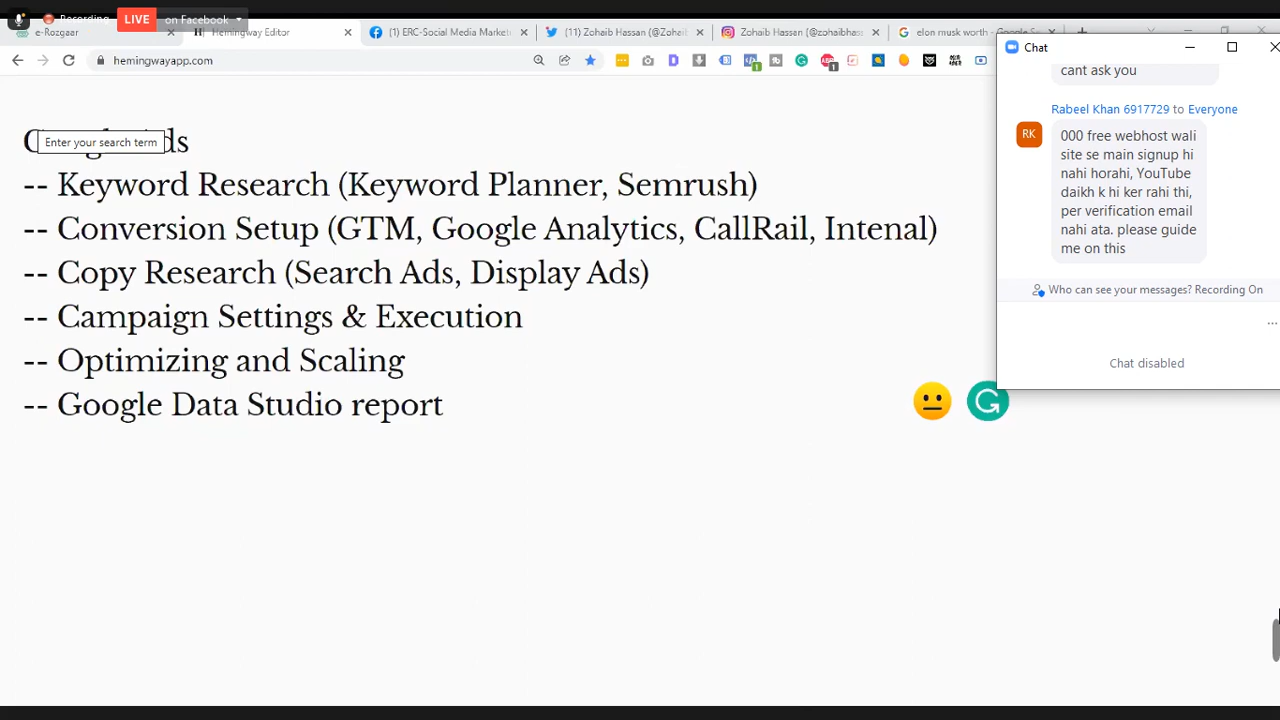 Recording
LIVE
on Facebook
e-Rozgaar
Hemingway Editor
(1) ERC-Social Media Market
(11) Zohaib Hassan (@Zohai
Zohaib Hassan (@zohaibhas
elon musk worth - Google Se
hemingwayapp.com
Chat
cant ask you
Rabeel Khan 6917729 to Everyone
RK
000 free webhost wali
site se main signup hi
nahi horahi, YouTube
daikh k hi ker rahi thi,
per verification email
nahi ata. please guide
me on this
Who can see your messages? Recording On
Chat disabled
Enter your search term
-- Keyword Research (Keyword Planner, Semrush)
-- Conversion Setup (GTM, Google Analytics, CallRail, Intenal)
-- Copy Research (Search Ads, Display Ads)
-- Campaign Settings & Execution
-- Optimizing and Scaling
-- Google Data Studio report